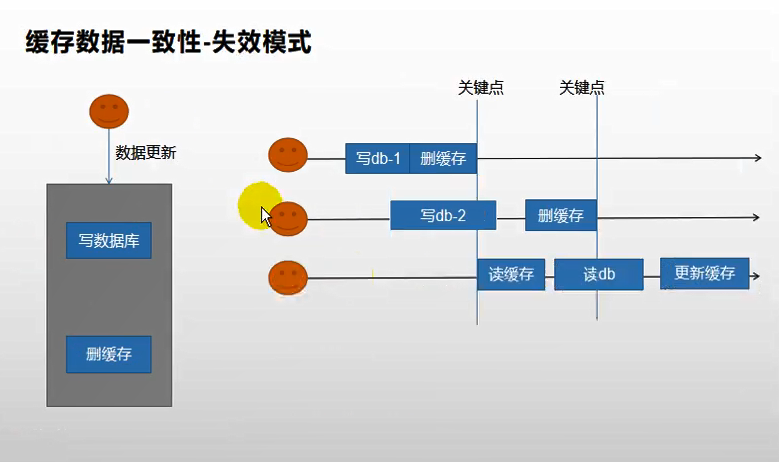 缓存数据一致性-失效模式
数据更新
写数据库
删缓存
关键点 关键点
写db-1 删缓存
写db-2 删缓存
读缓存 读db 更新缓存